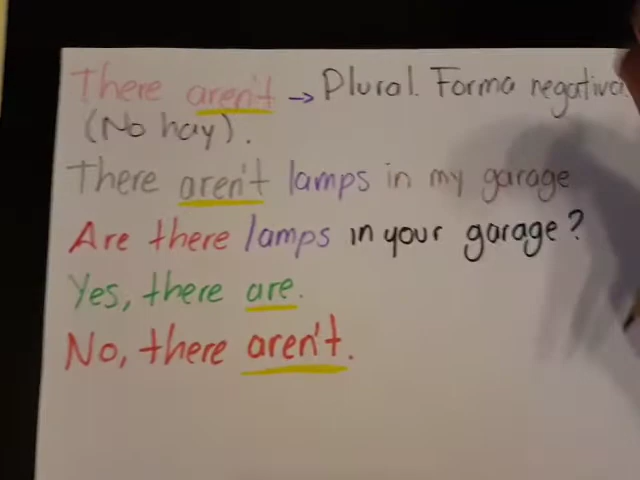 There aren't → Plural. Forma negativa
(No hay).
There aren't lamps in my garage
Are there lamps in your garage?
Yes, there are.
No, there aren't.